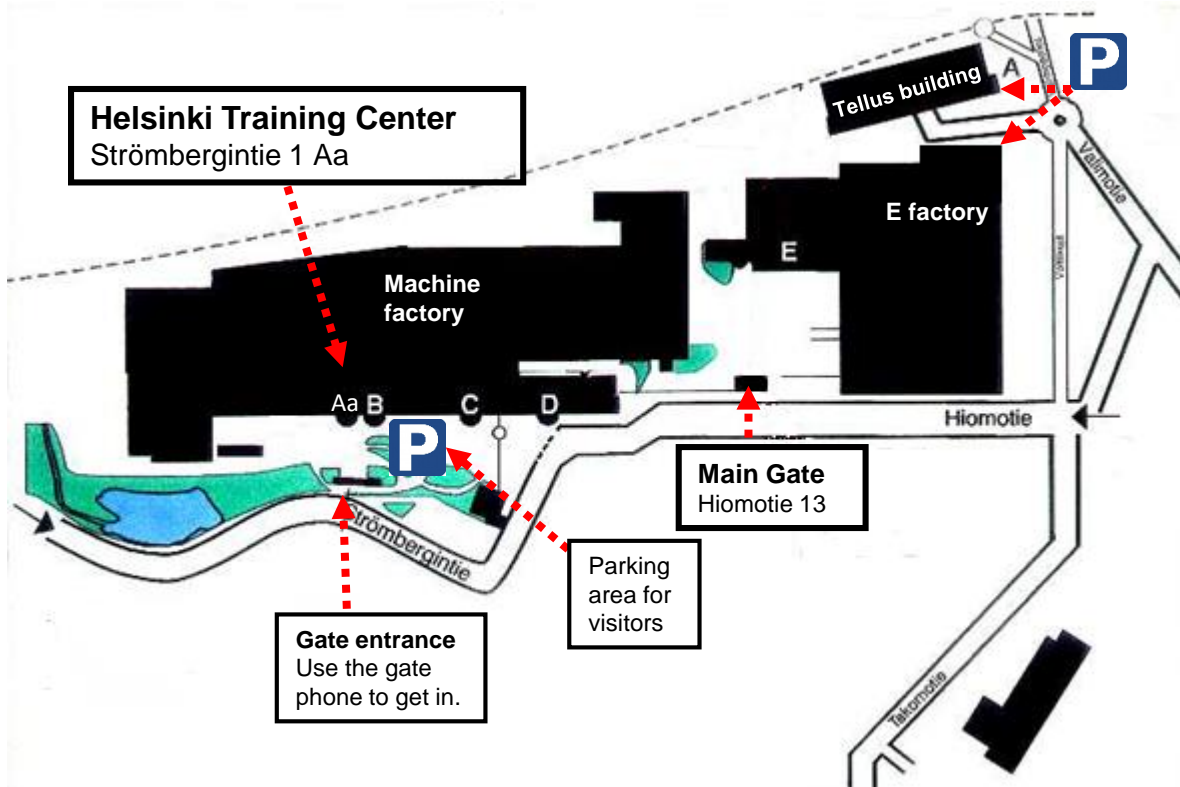 P
A
Tellus building
Helsinki Training Center
Strömbergintie 1 Aa
Valimotie
E factory
E
Machine
factory
Aa
B
C
D
P
Hiomotie
Main Gate
Hiomotie 13
Strömbergintie
Parking
area for
visitors
Gate entrance
Use the gate
phone to get in.
Takomotie